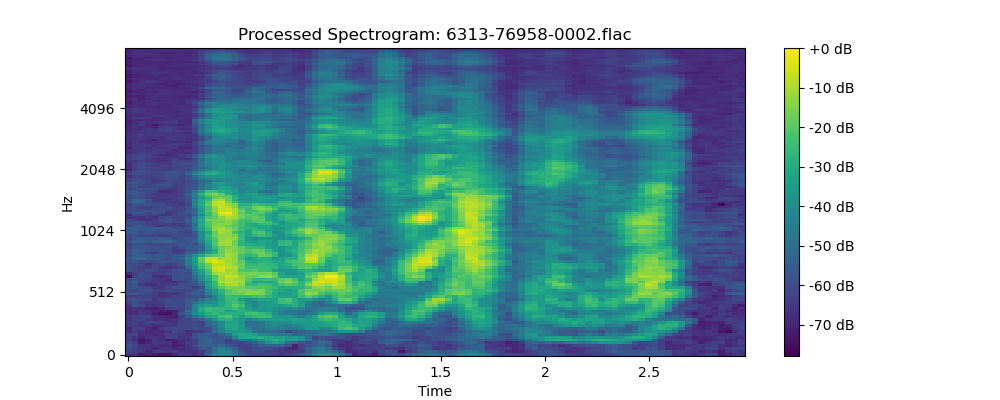 Processed Spectrogram: 6313-76958-0002.flac
Hz
4096
2048
1024
512
0
0 0.5 1 1.5 2 2.5
Time
+0 dB
-10 dB
-20 dB
-30 dB
-40 dB
-50 dB
-60 dB
-70 dB